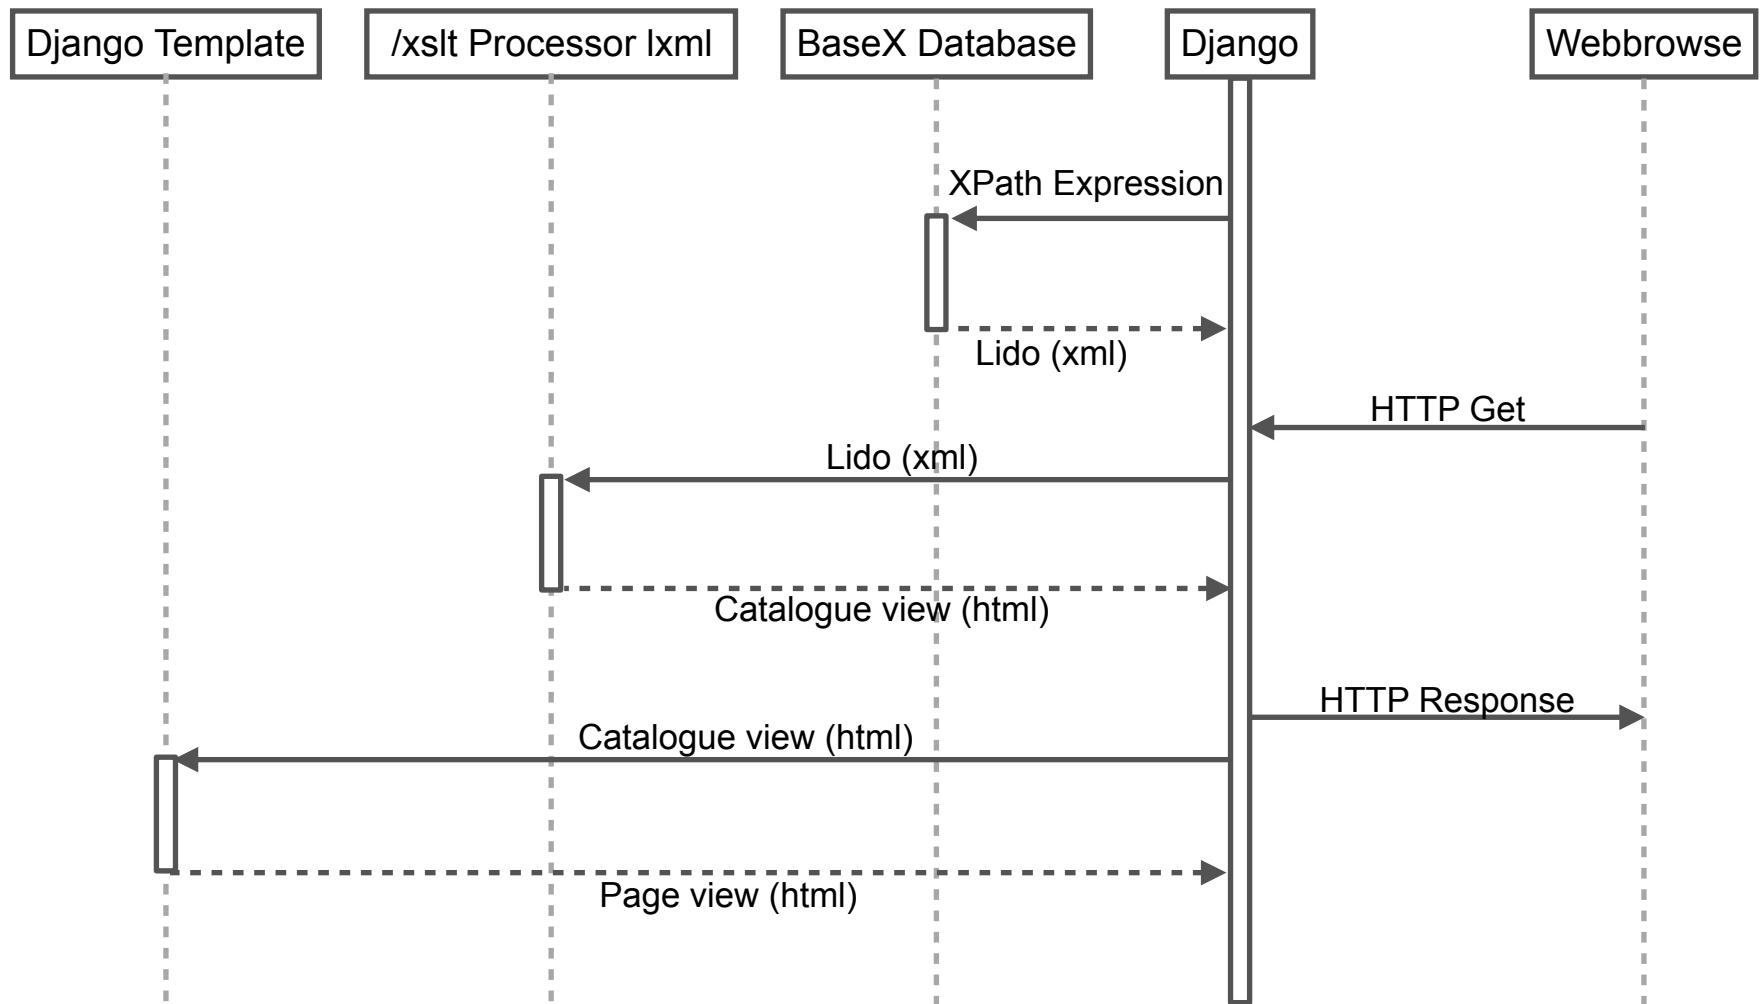 Django Template
/xslt Processor lxml
BaseX Database
Django
Webbrowse
XPath Expression
Lido (xml)
HTTP Get
Lido (xml)
Catalogue view (html)
HTTP Response
Catalogue view (html)
Page view (html)